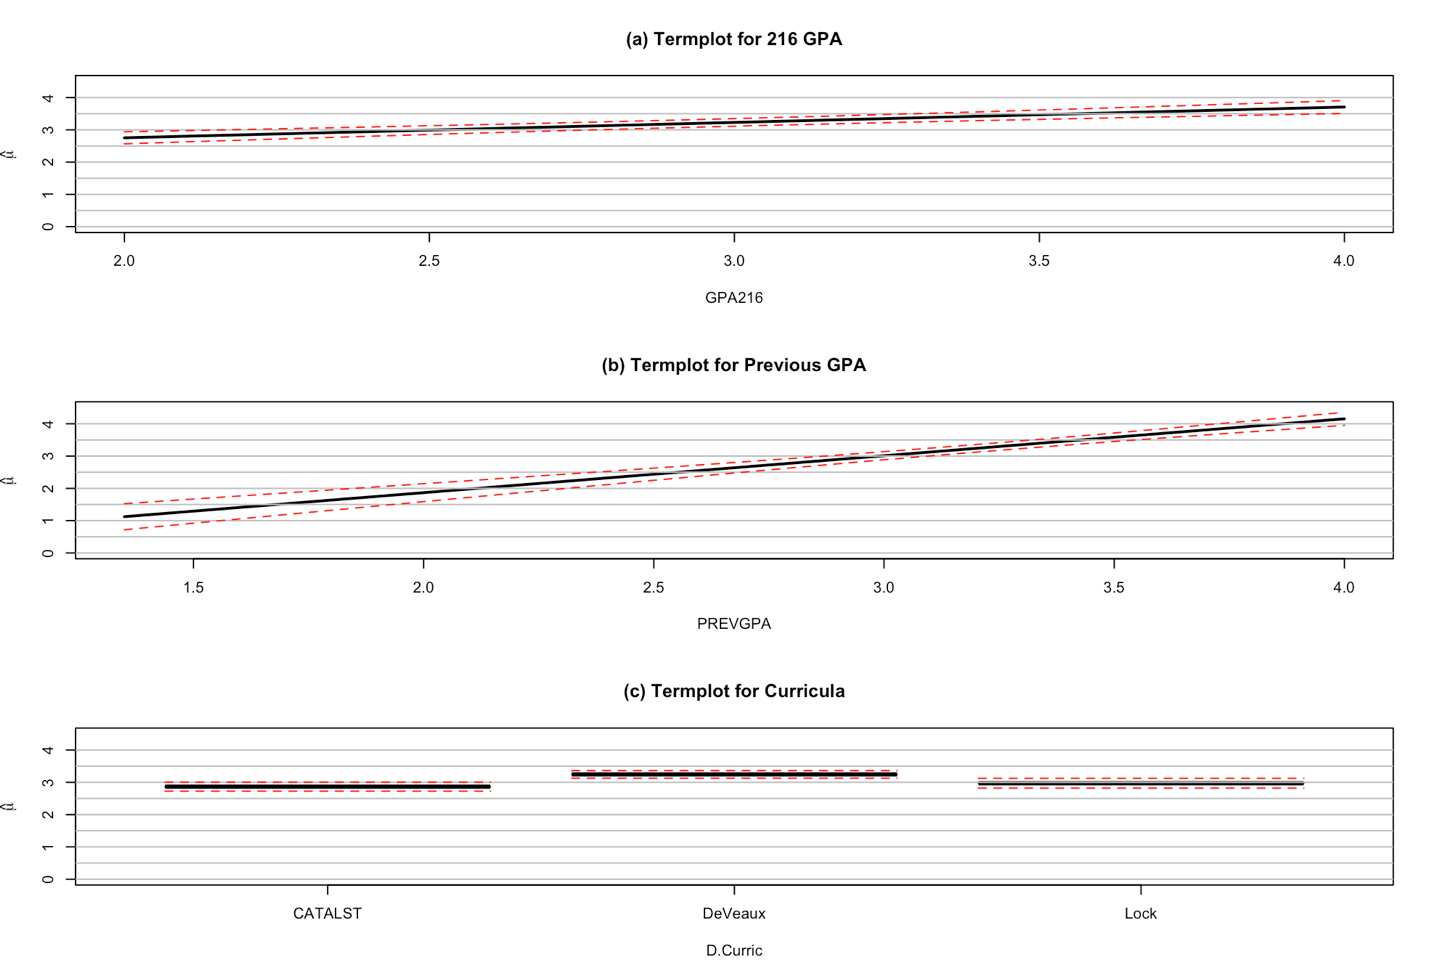 (a) Termplot for 216 GPA
4
3
2
1
0
μ̂
2.0 2.5 3.0 3.5 4.0
GPA216
(b) Termplot for Previous GPA
4
3
2
1
0
μ̂
1.5 2.0 2.5 3.0 3.5 4.0
PREVGPA
(c) Termplot for Curricula
4
3
2
1
0
μ̂
CATALST DeVeaux Lock
D.Curric